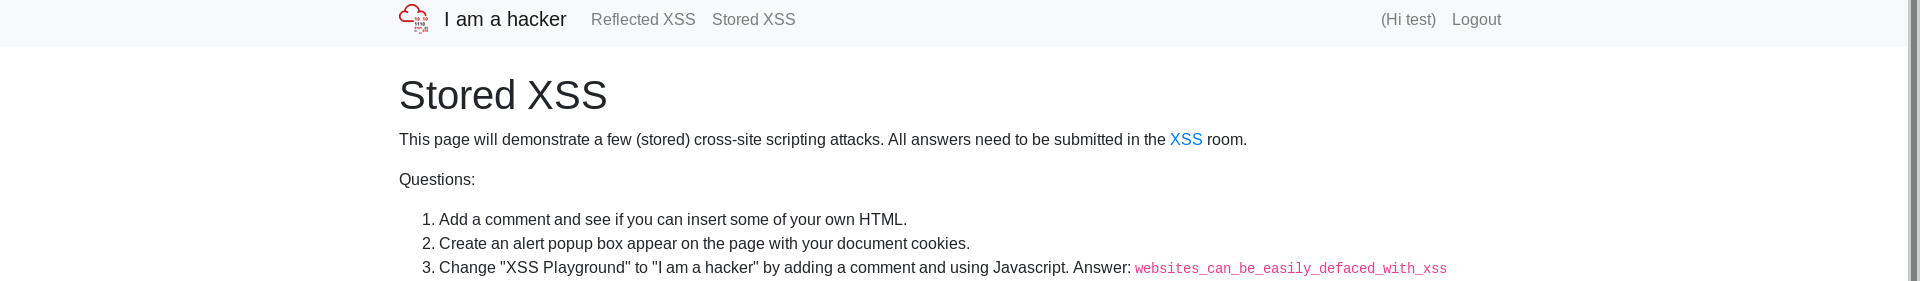 I am a hacker Reflected XSS Stored XSS (Hi test) Logout
Stored XSS
This page will demonstrate a few (stored) cross-site scripting attacks. All answers need to be submitted in the XSS room.
Questions:
1. Add a comment and see if you can insert some of your own HTML.
2. Create an alert popup box appear on the page with your document cookies.
3. Change "XSS Playground" to "I am a hacker" by adding a comment and using Javascript. Answer: websites_can_be_easily_defaced_with_xss